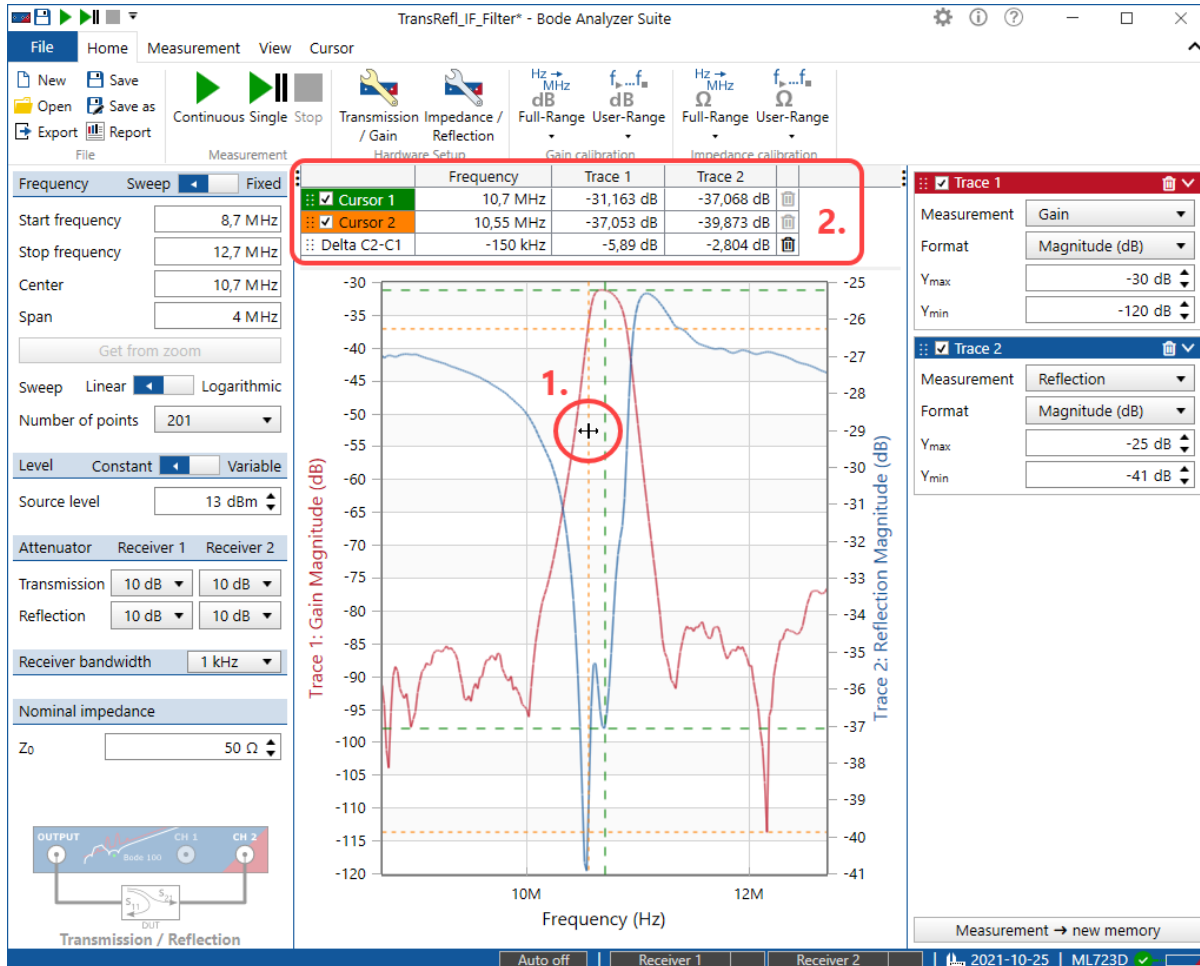 TransRefl_IF_Filter* - Bode Analyzer Suite
File Home Measurement View Cursor
New Save
Open Save as
Export Report
File
Continuous Single Stop
Measurement
Transmission / Gain
Impedance / Reflection
Hardware Setup
Hz → MHz
dB
Full-Range
f...f
dB
User-Range
Gain calibration
Hz → MHz
Ω
Full-Range
f...f
Ω
User-Range
Impedance calibration
Frequency Sweep Fixed
Start frequency 8,7 MHz
Stop frequency 12,7 MHz
Center 10,7 MHz
Span 4 MHz
Get from zoom
Sweep Linear Logarithmic
Number of points 201
Level Constant Variable
Source level 13 dBm
Attenuator Receiver 1 Receiver 2
Transmission 10 dB 10 dB
Reflection 10 dB 10 dB
Receiver bandwidth 1 kHz
Nominal impedance
Z0 50 Ω
OUTPUT CH 1 CH 2
Bode 100
S11 S21
DUT
Transmission / Reflection
Frequency Trace 1 Trace 2
Cursor 1 10,7 MHz -31,163 dB -37,068 dB
Cursor 2 10,55 MHz -37,053 dB -39,873 dB
Delta C2-C1 -150 kHz -5,89 dB -2,804 dB
2.
1.
Trace 1: Gain Magnitude (dB)
-30
-35
-40
-45
-50
-55
-60
-65
-70
-75
-80
-85
-90
-95
-100
-105
-110
-115
-120
-25
-26
-27
-28
-29
-30
-31
-32
-33
-34
-35
-36
-37
-38
-39
-40
-41
Trace 2: Reflection Magnitude (dB)
10M 12M
Frequency (Hz)
Trace 1
Measurement Gain
Format Magnitude (dB)
Ymax -30 dB
Ymin -120 dB
Trace 2
Measurement Reflection
Format Magnitude (dB)
Ymax -25 dB
Ymin -41 dB
Measurement → new memory
Auto off Receiver 1 Receiver 2 2021-10-25 ML723D